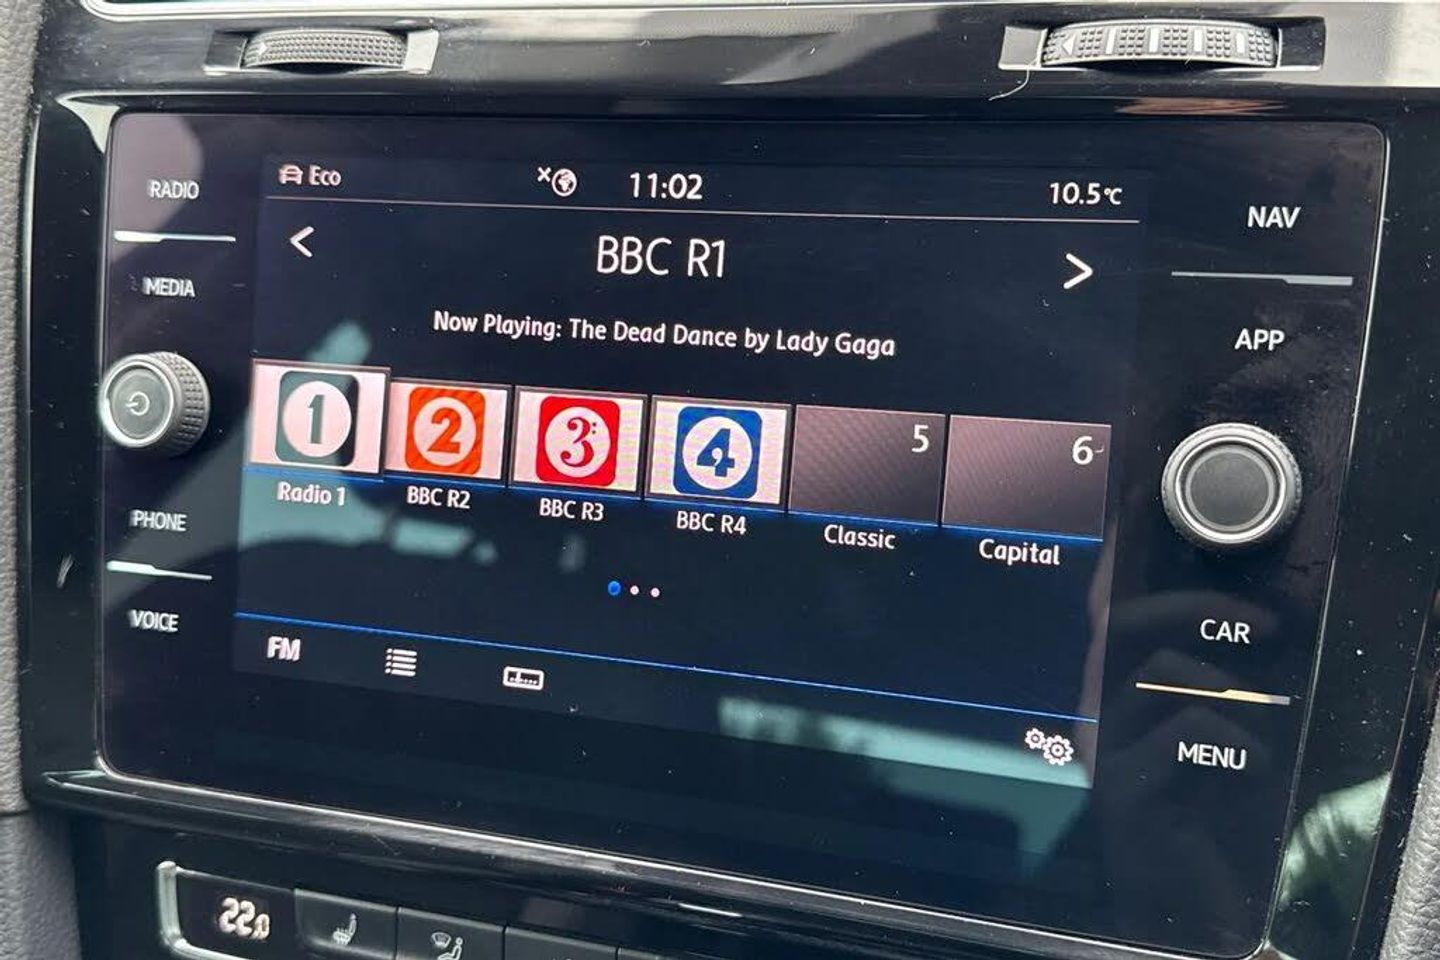 RADIO
MEDIA
PHONE
VOICE
Eco
11:02
10.5°C
BBC R1
Now Playing: The Dead Dance by Lady Gaga
1
2
3
4
5
6
Radio 1
BBC R2
BBC R3
BBC R4
Classic
Capital
FM
NAV
APP
CAR
MENU
22.0